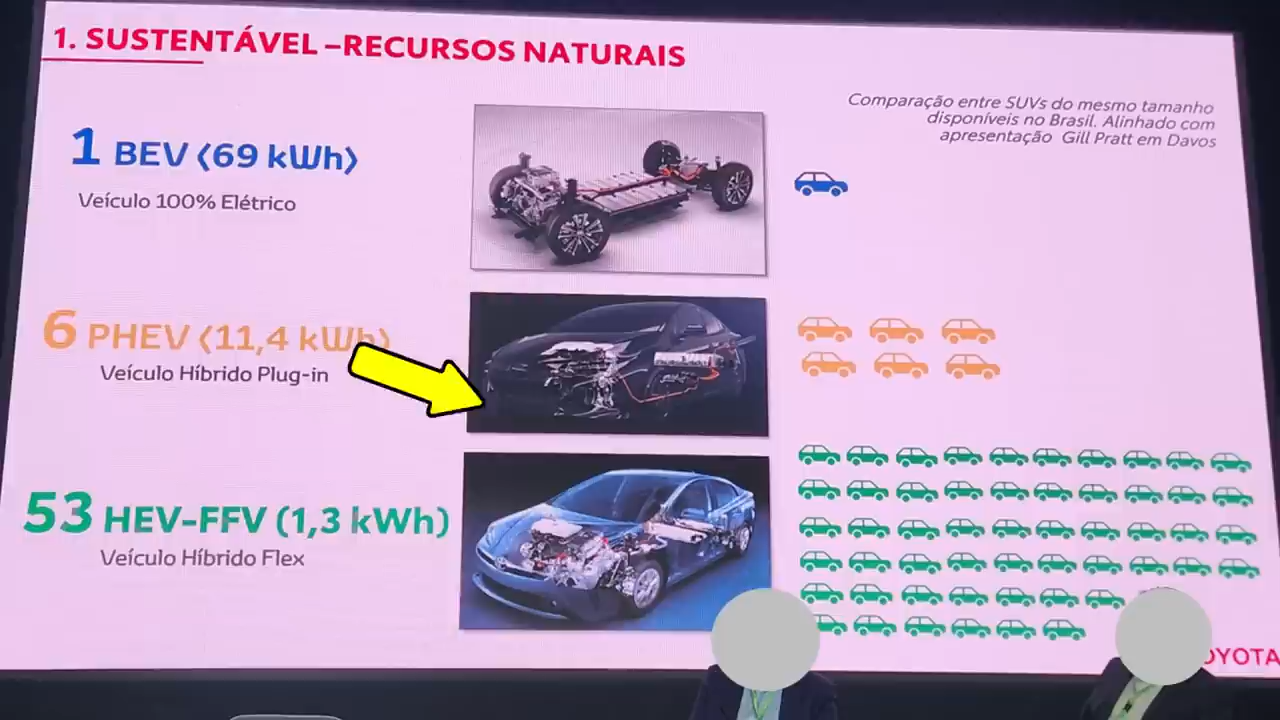 1. SUSTENTÁVEL –RECURSOS NATURAIS
Comparação entre SUVs do mesmo tamanho
disponíveis no Brasil. Alinhado com
apresentação Gill Pratt em Davos
1 BEV (69 kWh)
Veículo 100% Elétrico
6 PHEV (11,4 kWh)
Veículo Híbrido Plug-in
53 HEV-FFV (1,3 kWh)
Veículo Híbrido Flex
OYOTA